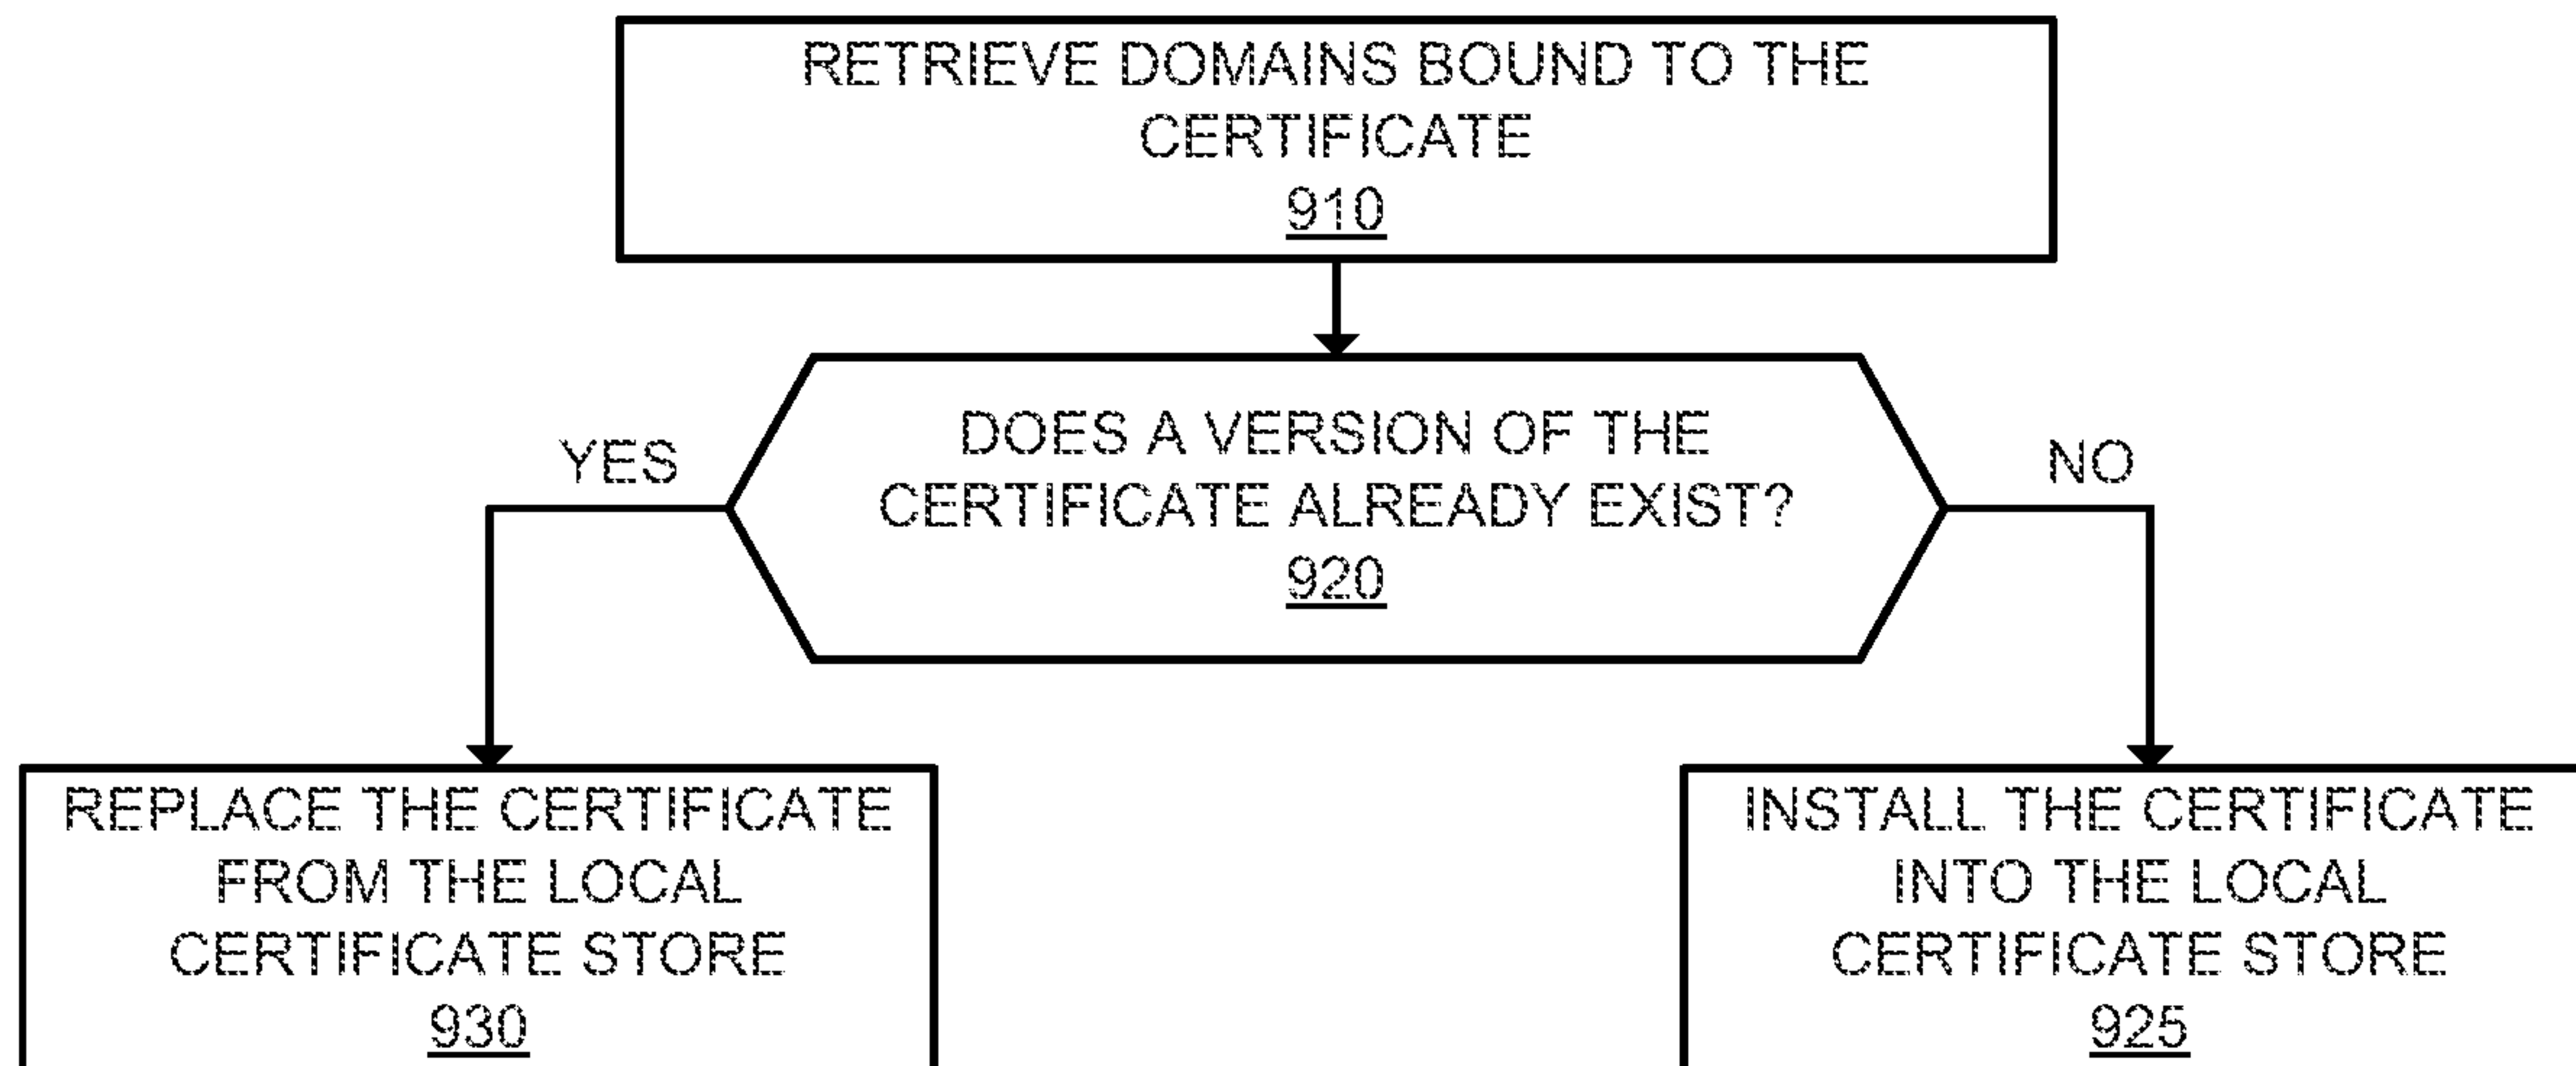 RETRIEVE DOMAINS BOUND TO THE
CERTIFICATE
910
DOES A VERSION OF THE
CERTIFICATE ALREADY EXIST?
920
YES
NO
REPLACE THE CERTIFICATE
FROM THE LOCAL
CERTIFICATE STORE
930
INSTALL THE CERTIFICATE
INTO THE LOCAL
CERTIFICATE STORE
925